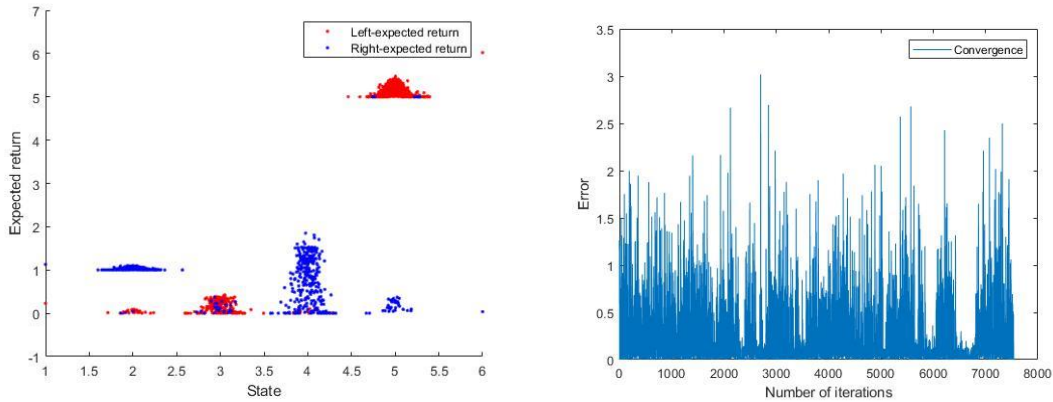 7
6
5
4
3
2
1
0
-1
Expected return
1 1.5 2 2.5 3 3.5 4 4.5 5 5.5 6
State
Left-expected return
Right-expected return
3.5
3
2.5
2
1.5
1
0.5
0
Error
0 1000 2000 3000 4000 5000 6000 7000 8000
Number of iterations
Convergence